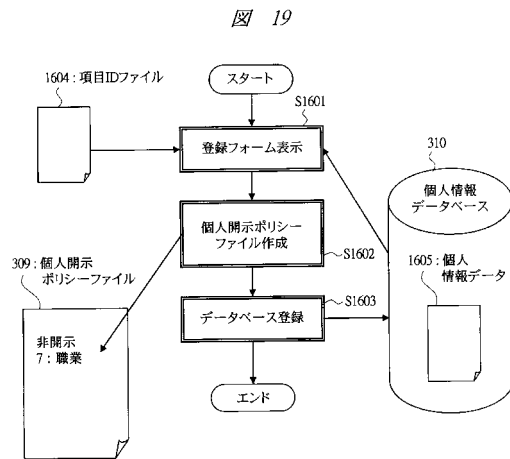 図 19
1604：項目IDファイル
スタート
S1601
登録フォーム表示
310
個人情報
データベース
個人開示ポリシー
ファイル作成
S1602
309：個人開示
ポリシーファイル
1605：個人
情報データ
S1603
データベース登録
非開示
7：職業
エンド